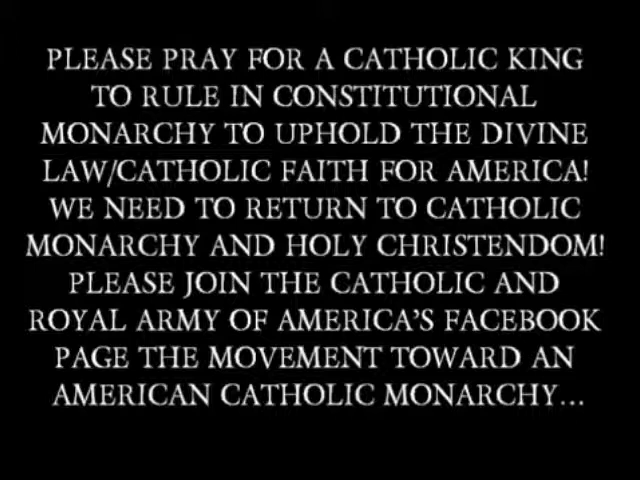 PLEASE PRAY FOR A CATHOLIC KING
TO RULE IN CONSTITUTIONAL
MONARCHY TO UPHOLD THE DIVINE
LAW/CATHOLIC FAITH FOR AMERICA!
WE NEED TO RETURN TO CATHOLIC
MONARCHY AND HOLY CHRISTENDOM!
PLEASE JOIN THE CATHOLIC AND
ROYAL ARMY OF AMERICA'S FACEBOOK
PAGE THE MOVEMENT TOWARD AN
AMERICAN CATHOLIC MONARCHY...